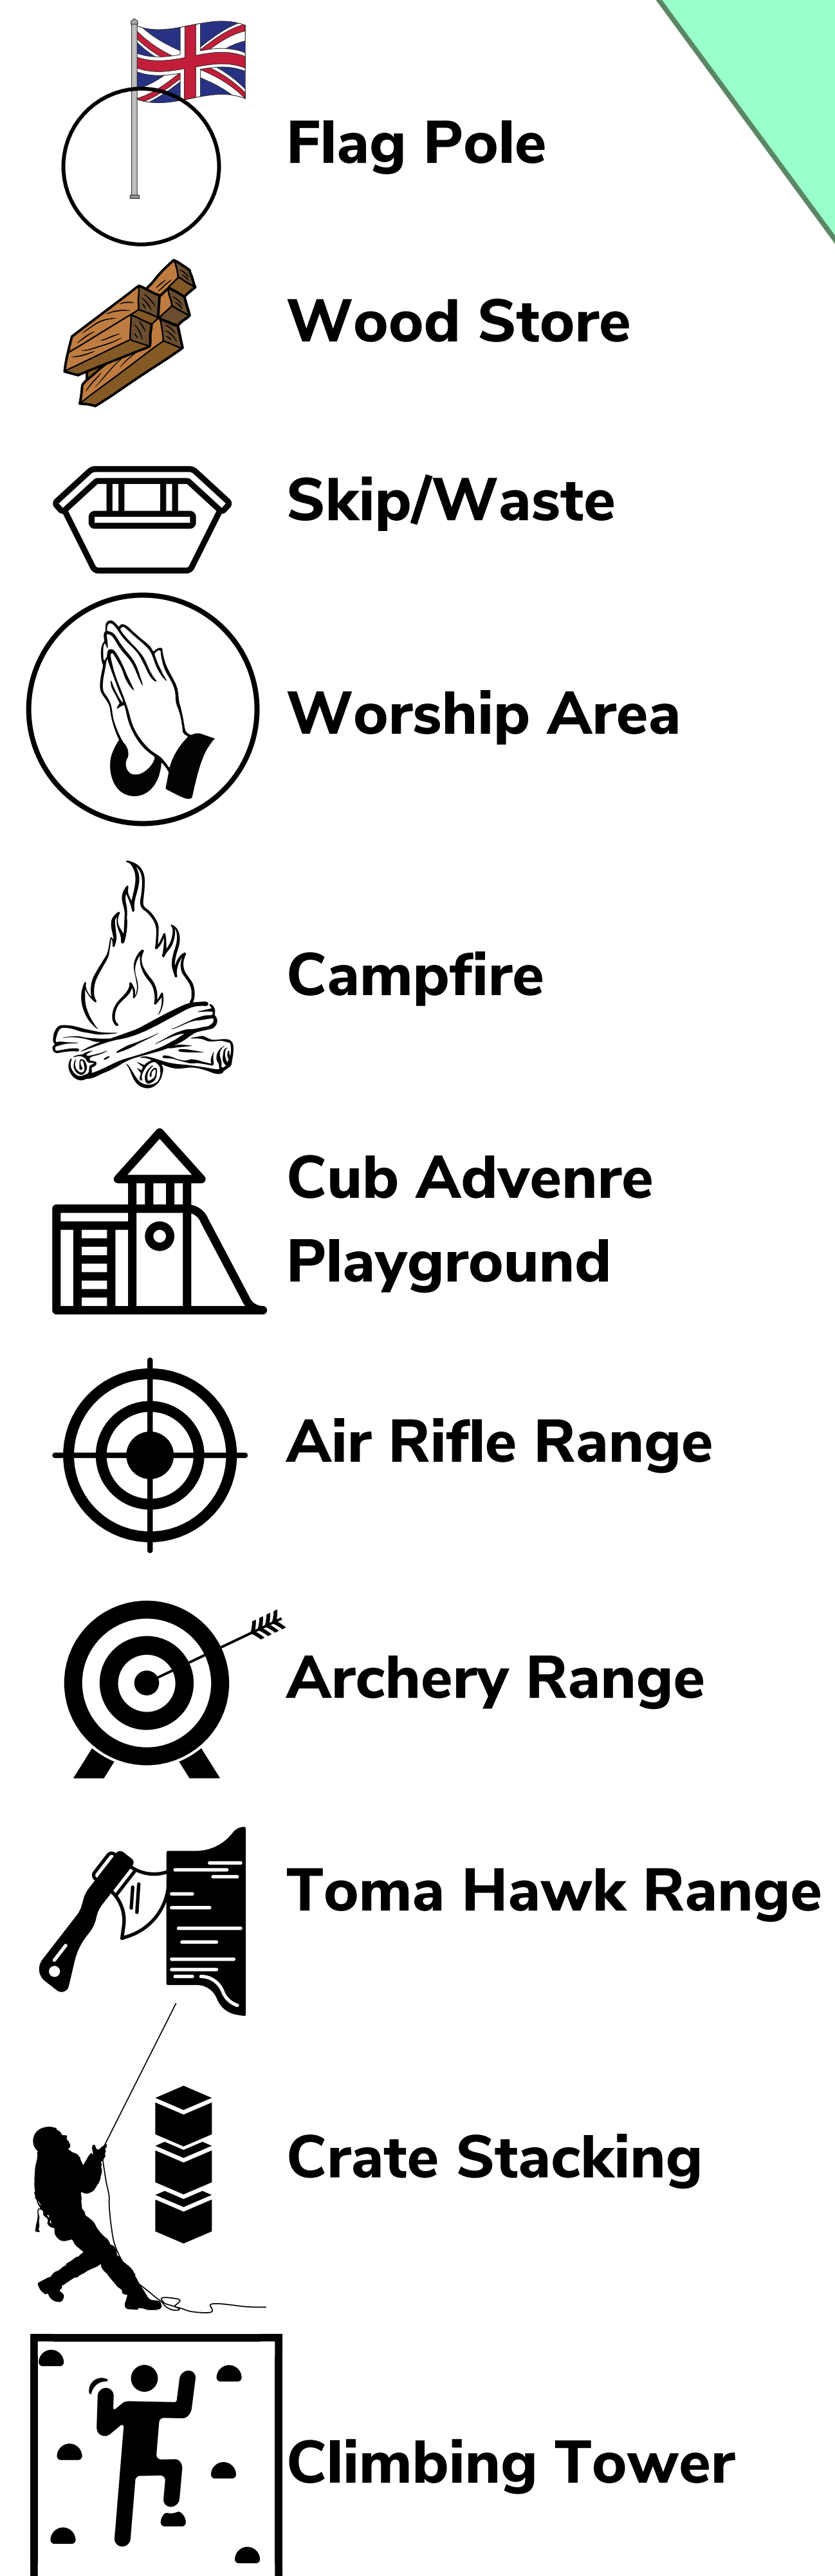 Flag Pole
Wood Store
Skip/Waste
Worship Area
Campfire
Cub Advenre
Playground
Air Rifle Range
Archery Range
Toma Hawk Range
Crate Stacking
Climbing Tower